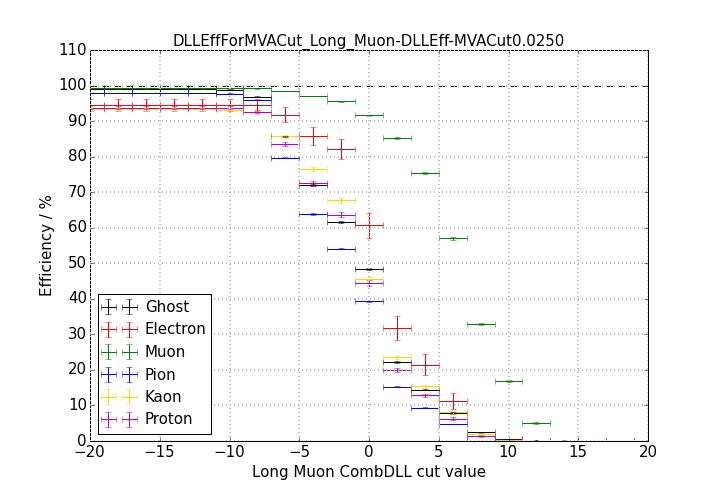 DLLEffForMVACut_Long_Muon-DLLEff-MVACut0.0250
110
100
90
80
70
60
50
40
30
20
10
0
Efficiency / %
Ghost
Electron
Muon
Pion
Kaon
Proton
−20 −15 −10 −5 0 5 10 15 20
Long Muon CombDLL cut value